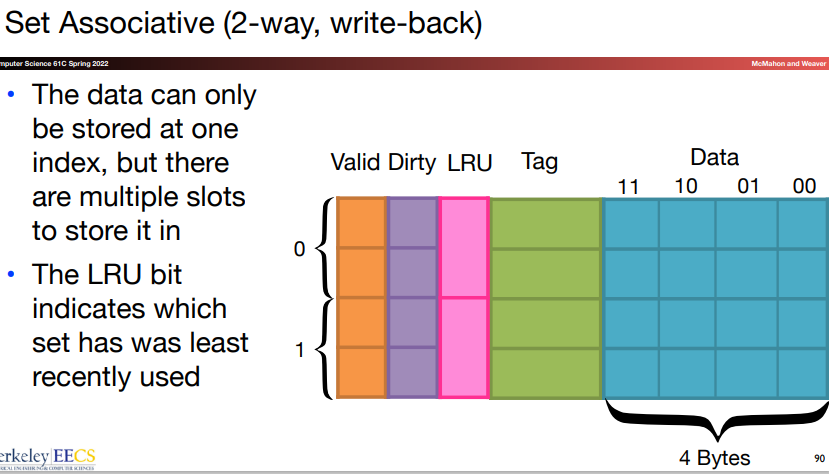 Set Associative (2-way, write-back)
mputer Science 61C Spring 2022
McMahon and Weaver
• The data can only
be stored at one
index, but there
are multiple slots
to store it in
• The LRU bit
indicates which
set has was least
recently used
Valid Dirty LRU Tag Data
11 10 01 00
0
1
4 Bytes
erkeley EECS
90